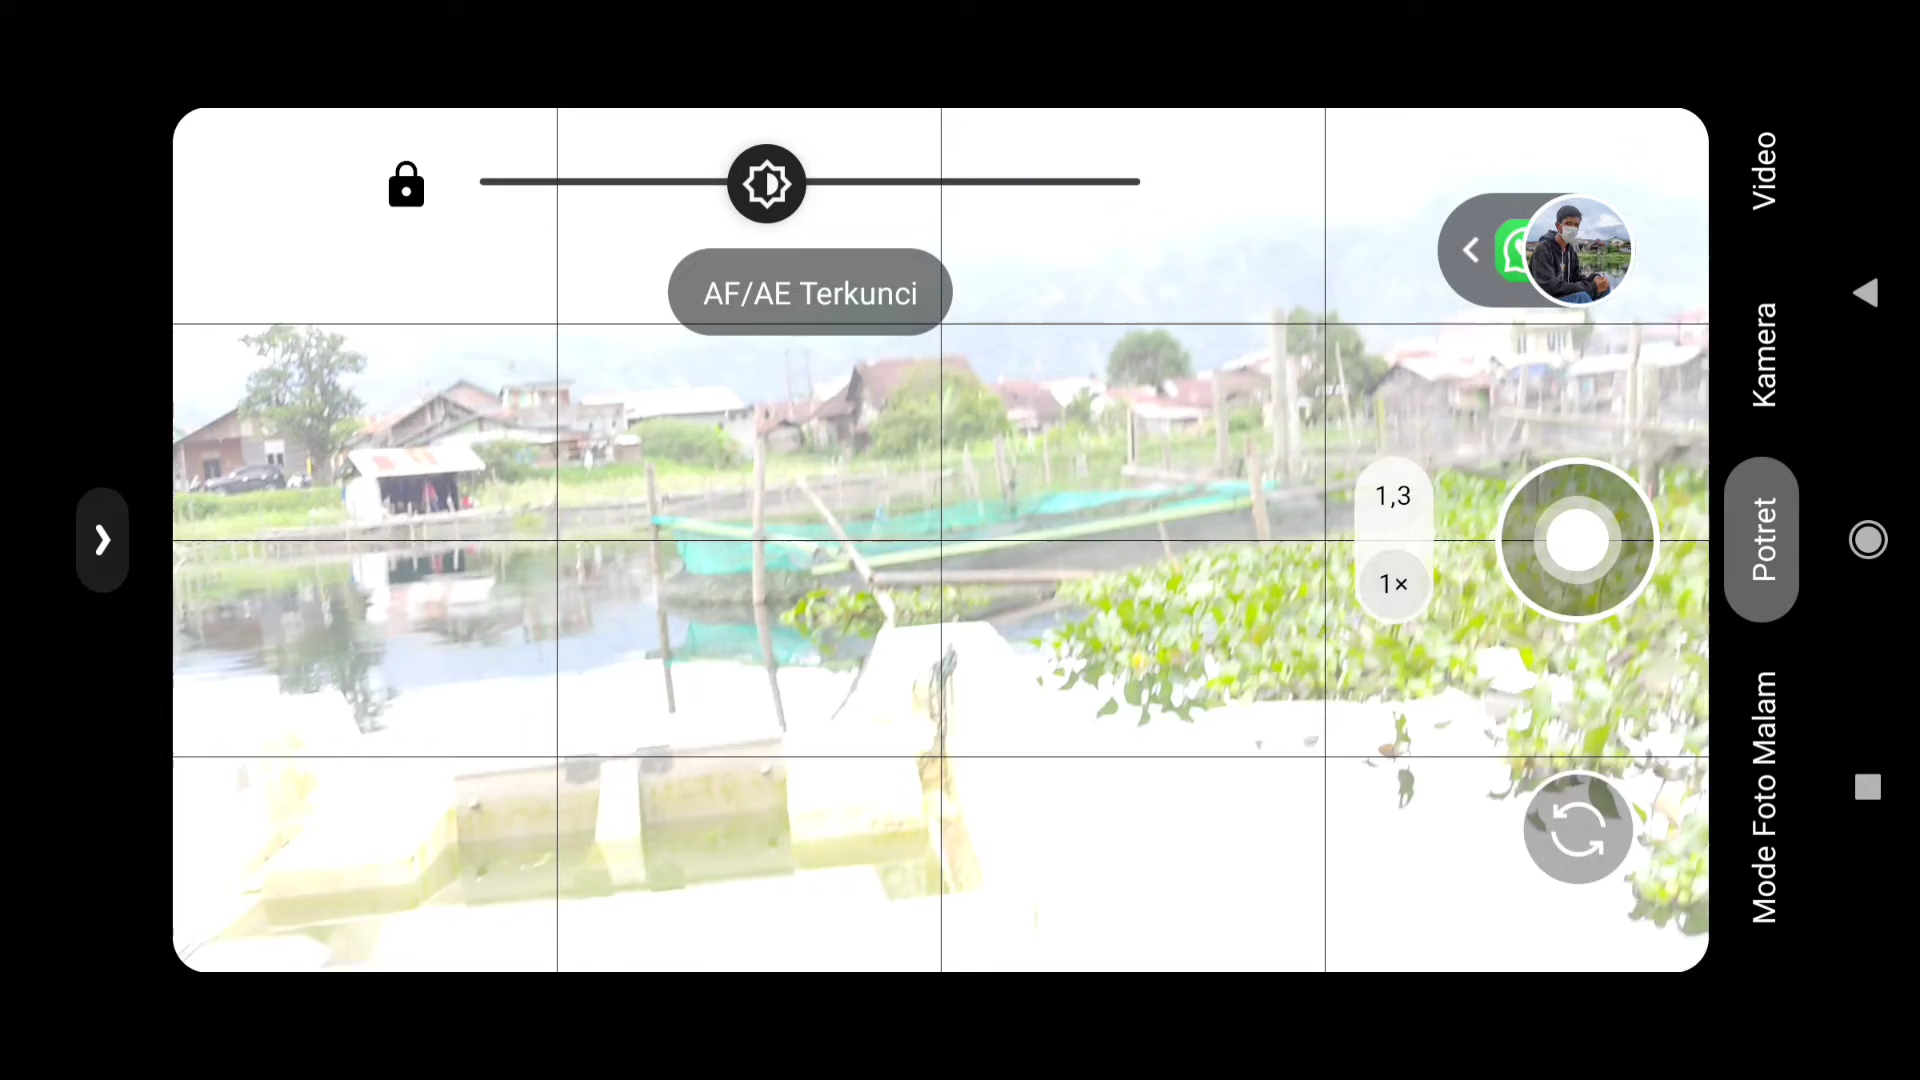 AF/AE Terkunci
1,3
1×
Video
Kamera
Potret
Mode Foto Malam